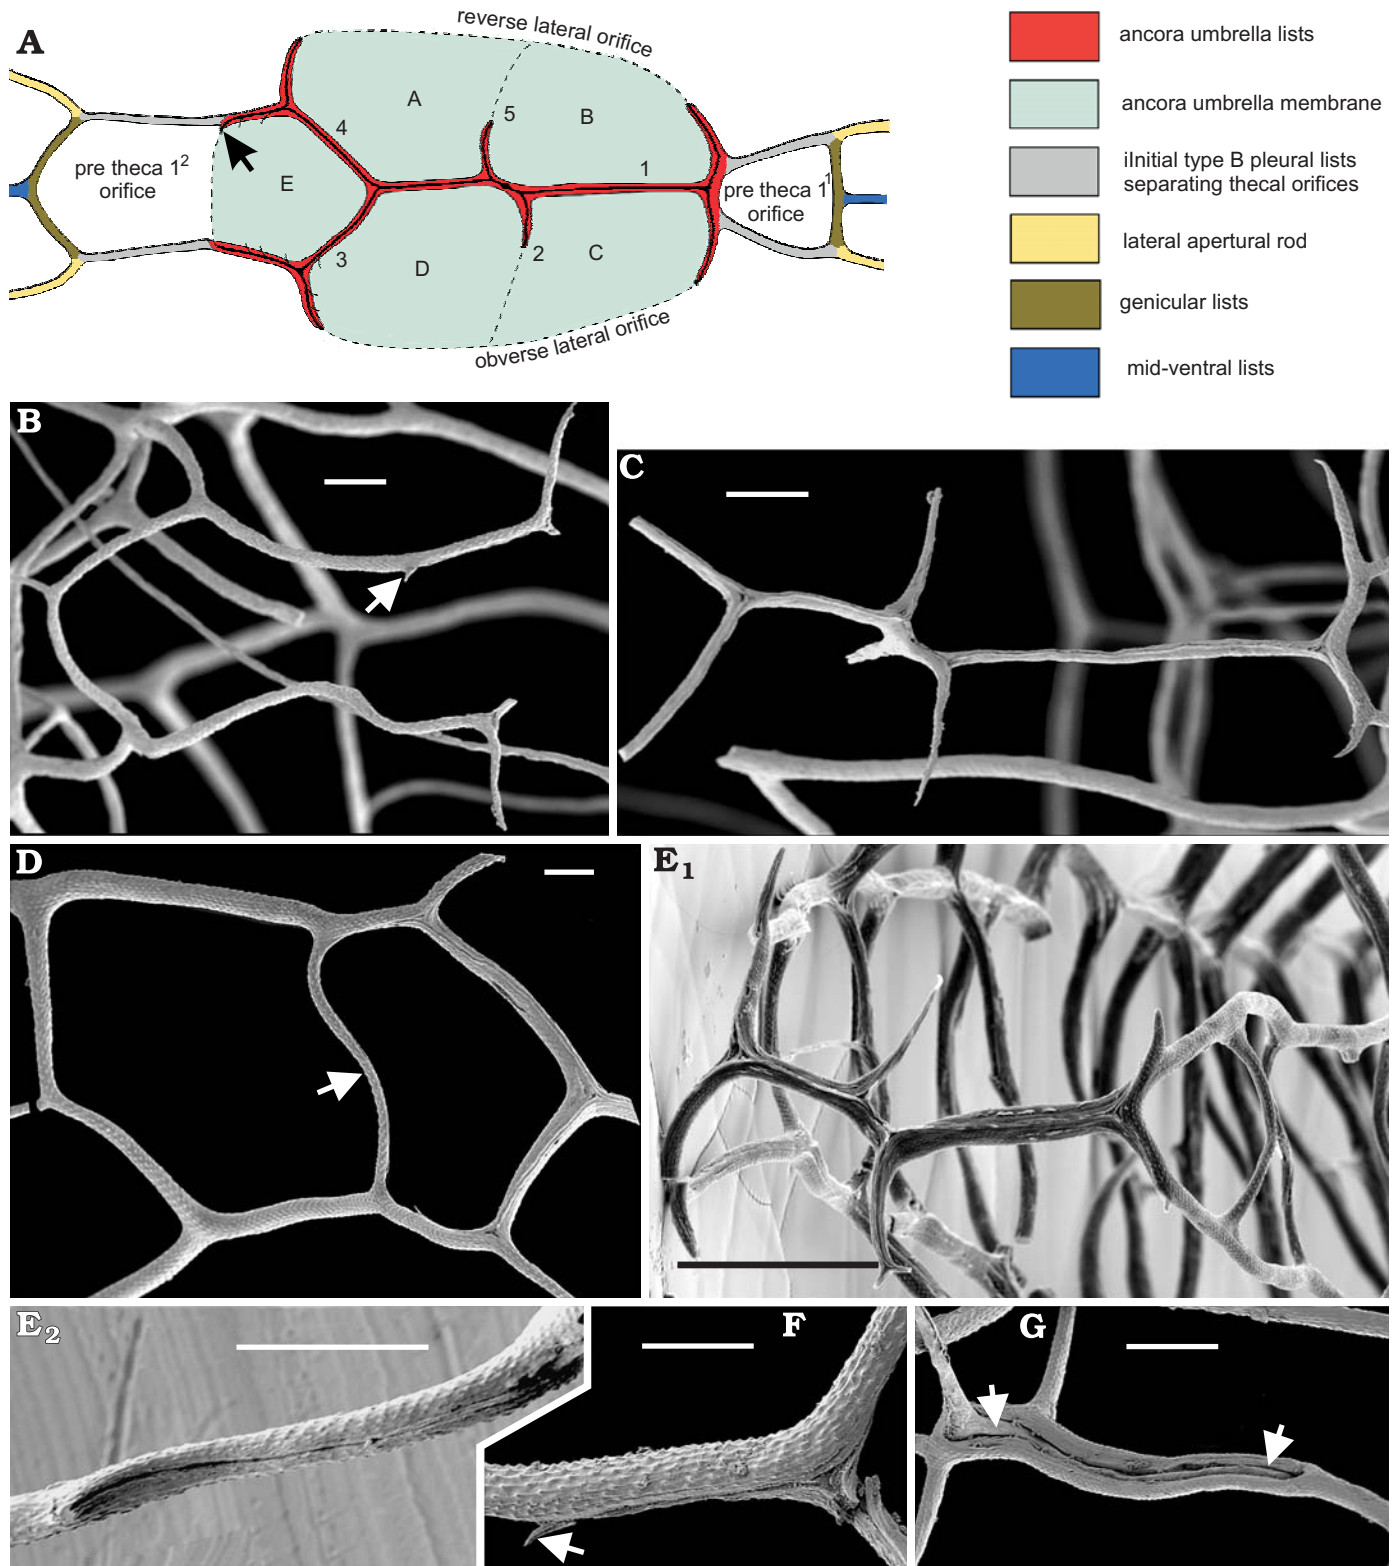 A
reverse lateral orifice
A
B
5
4
1
pre theca 1²
orifice
E
pre theca 1¹
orifice
3
D
2
C
obverse lateral orifice
ancora umbrella lists
ancora umbrella membrane
iInitial type B pleural lists
separating thecal orifices
lateral apertural rod
genicular lists
mid-ventral lists
B
C
D
E₁
E₂
F
G